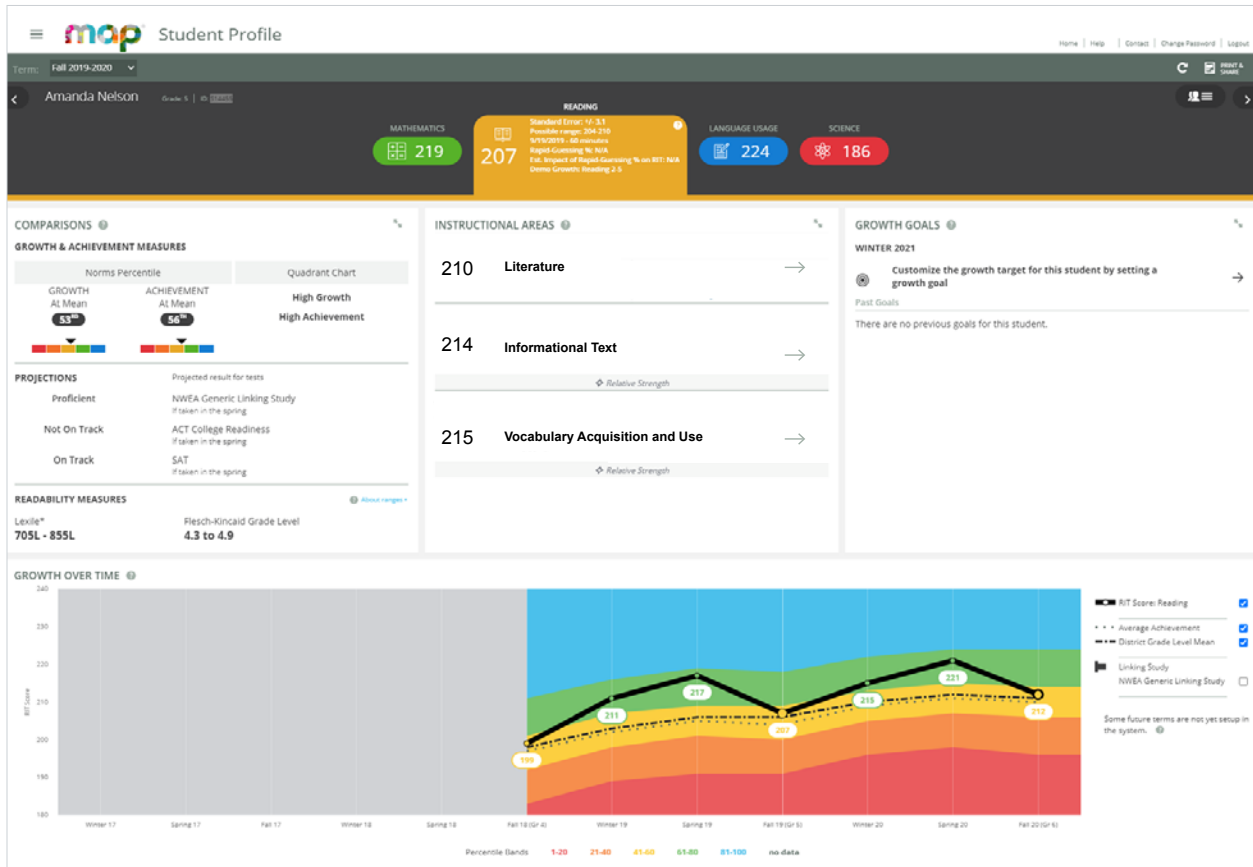 map Student Profile
Home | Help | Contact | Change Password | Logout
Term: Fall 2019-2020
PRINT & SHARE
Amanda Nelson Grade 5 | ID
MATHEMATICS
219
READING
207
Standard Error: +/- 3.1
Possible range: 204-210
9/19/2019 - 60 minutes
Rapid-Guessing %: N/A
Est. Impact of Rapid-Guessing % on RIT: N/A
Demo Growth: Reading 2-5
LANGUAGE USAGE
224
SCIENCE
186
COMPARISONS
GROWTH & ACHIEVEMENT MEASURES
Norms Percentile Quadrant Chart
GROWTH ACHIEVEMENT
At Mean At Mean
53RD 56TH
High Growth
High Achievement
PROJECTIONS Projected result for tests
Proficient NWEA Generic Linking Study
If taken in the spring
Not On Track ACT College Readiness
If taken in the spring
On Track SAT
If taken in the spring
READABILITY MEASURES About ranges
Lexile® Flesch-Kincaid Grade Level
705L - 855L 4.3 to 4.9
INSTRUCTIONAL AREAS
210 Literature
214 Informational Text
Relative Strength
215 Vocabulary Acquisition and Use
Relative Strength
GROWTH GOALS
WINTER 2021
Customize the growth target for this student by setting a
growth goal
Past Goals
There are no previous goals for this student.
GROWTH OVER TIME
RIT Score
240
230
220
210
200
190
180
199
211
217
207
215
221
212
Winter 17 Spring 17 Fall 17 Winter 18 Spring 18 Fall 18 (Gr 4) Winter 19 Spring 19 Fall 19 (Gr 5) Winter 20 Spring 20 Fall 20 (Gr 6)
Percentile Bands 1-20 21-40 41-60 61-80 81-100 no data
RIT Score: Reading
Average Achievement
District Grade Level Mean
Linking Study
NWEA Generic Linking Study
Some future terms are not yet setup in
the system.